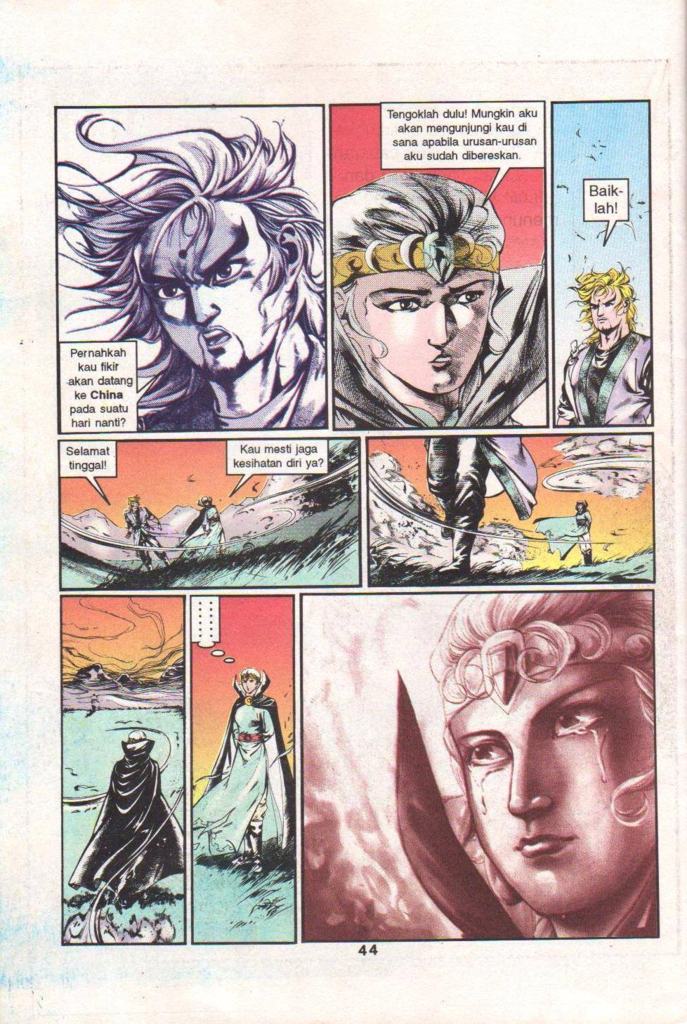 Pernahkah
kau fikir
akan datang
ke China
pada suatu
hari nanti?
Tengoklah dulu! Mungkin aku
akan mengunjungi kau di
sana apabila urusan-urusan
aku sudah dibereskan.
Baik-
lah!
Selamat
tinggal!
Kau mesti jaga
kesihatan diri ya?
44